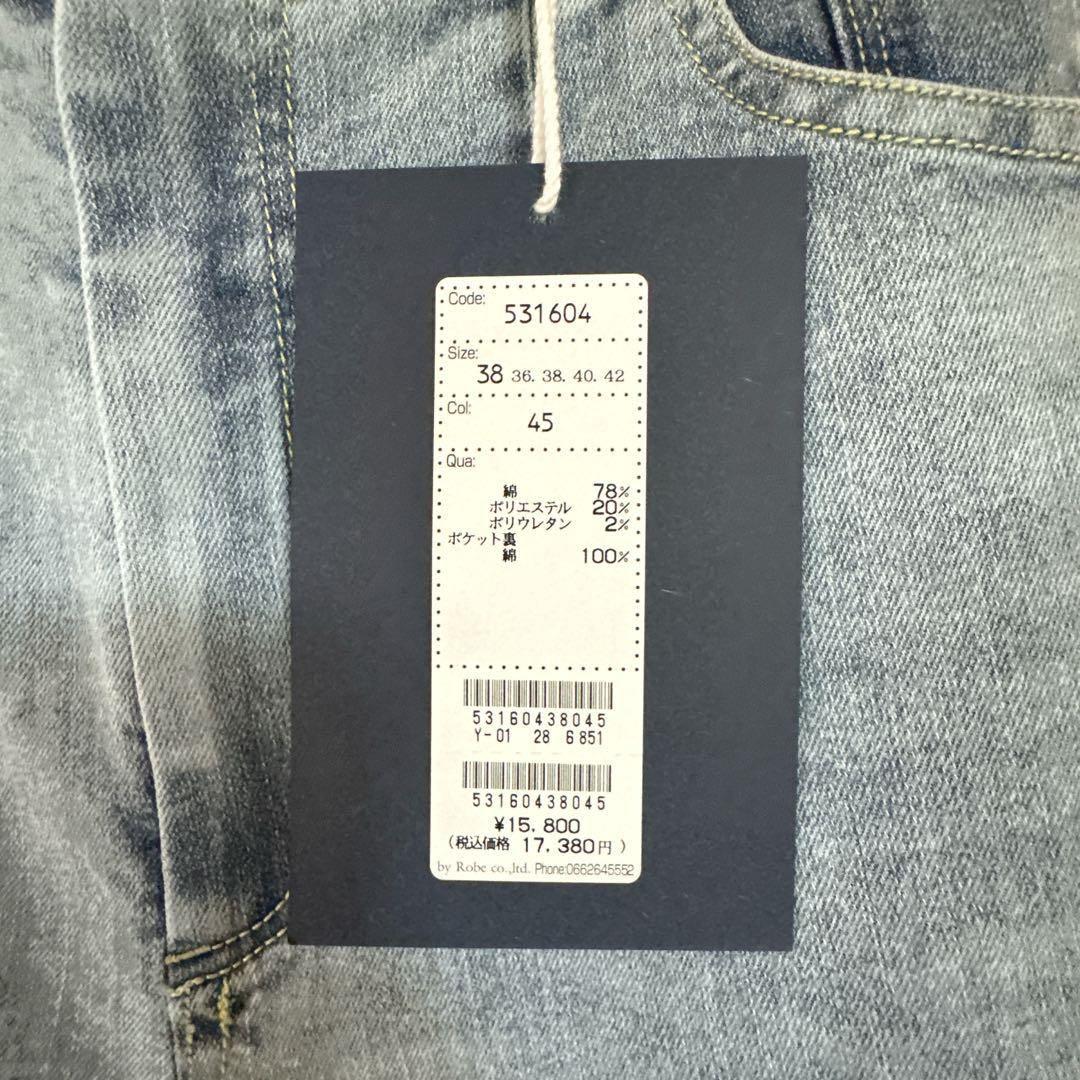 Code:
531604
Size:
38 36. 38. 40. 42
Col:
45
Qua:
綿 78%
ポリエステル 20%
ポリウレタン 2%
ポケット裏
綿 100%
53160438045
Y-01 28 6851
53160438045
¥15,800
(税込価格 17,380円)
by Robe co.,ltd. Phone:0662645552